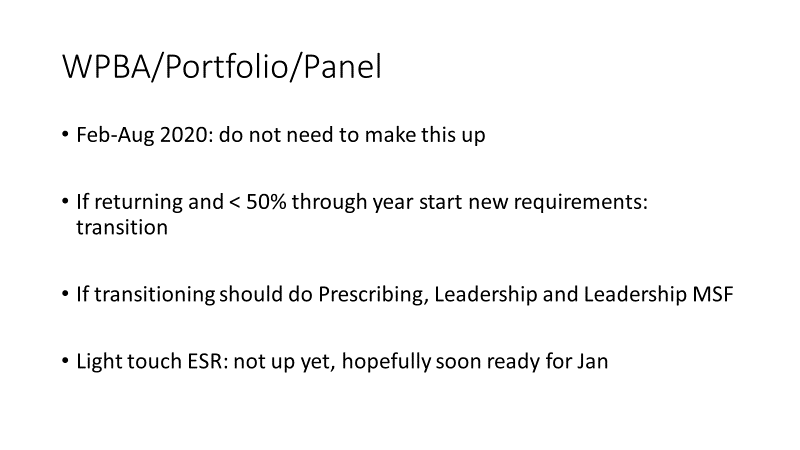 WPBA/Portfolio/Panel
• Feb-Aug 2020: do not need to make this up
• If returning and < 50% through year start new requirements:
transition
• If transitioning should do Prescribing, Leadership and Leadership MSF
• Light touch ESR: not up yet, hopefully soon ready for Jan